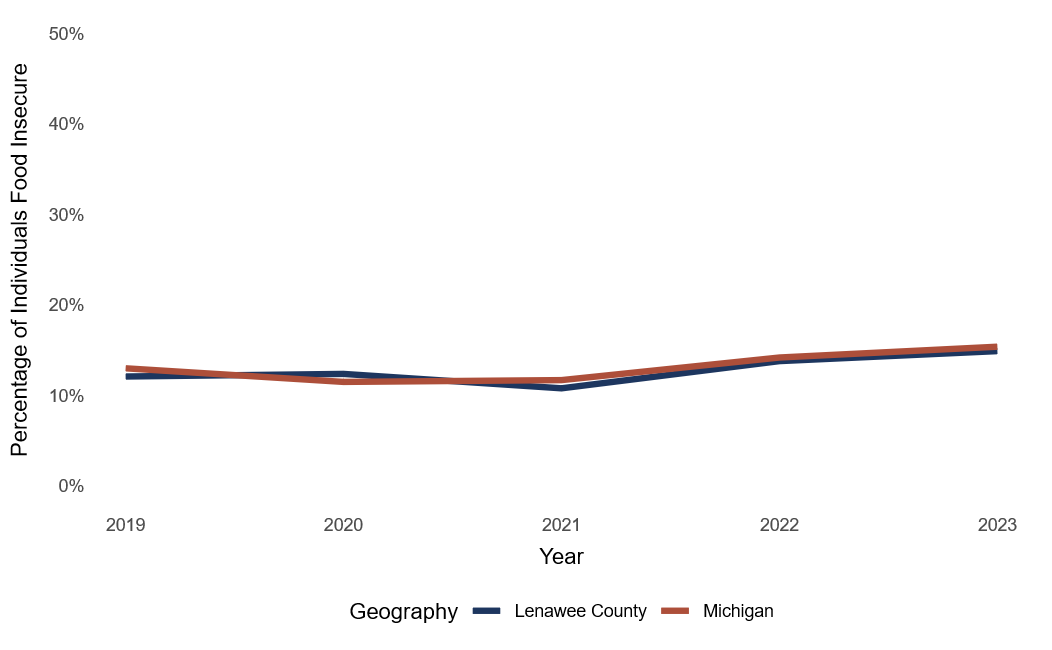 50%
40%
30%
20%
10%
0%
Percentage of Individuals Food Insecure
2019 2020 2021 2022 2023
Year
Geography Lenawee County Michigan